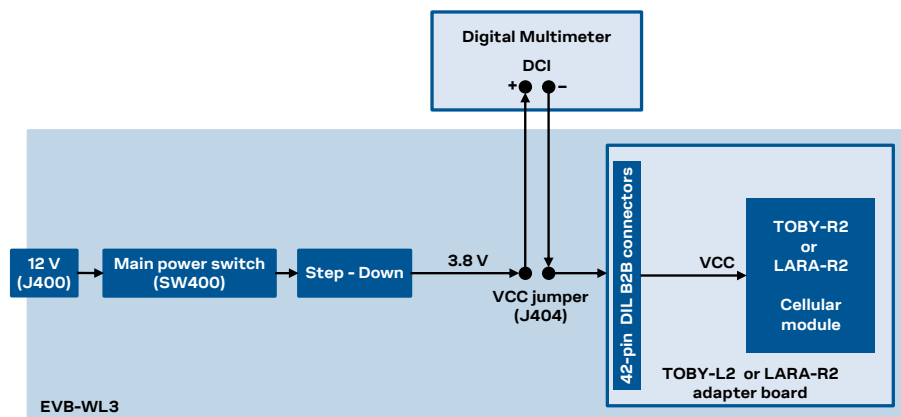 Digital Multimeter
DCI
+ –
12 V
(J400)
Main power switch
(SW400)
Step - Down
3.8 V
VCC jumper
(J404)
42-pin DIL B2B connectors
VCC
TOBY-R2
or
LARA-R2
Cellular
module
TOBY-L2 or LARA-R2
adapter board
EVB-WL3